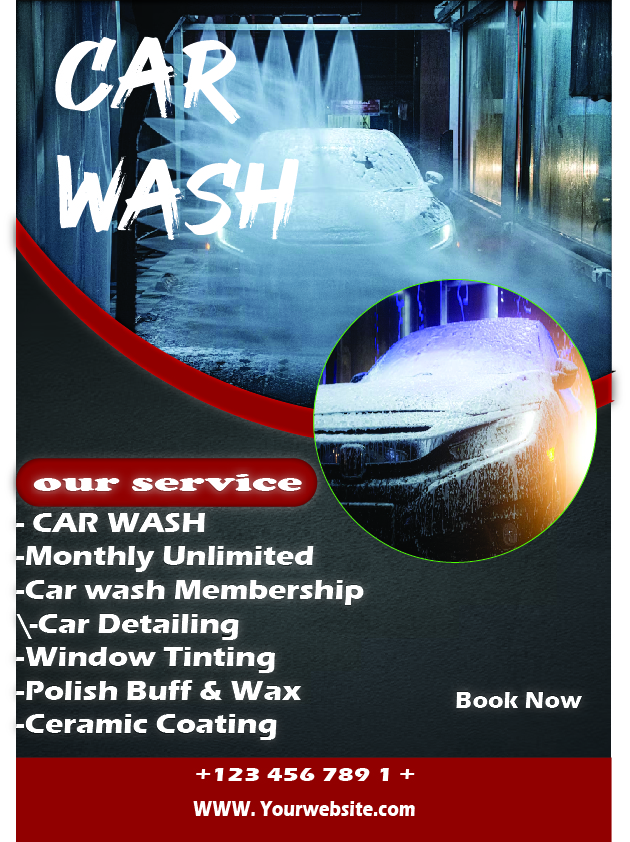 CAR
WASH
our service
- CAR WASH
-Monthly Unlimited
-Car wash Membership
\-Car Detailing
-Window Tinting
-Polish Buff & Wax
-Ceramic Coating
Book Now
+123 456 789 1 +
WWW. Yourwebsite.com